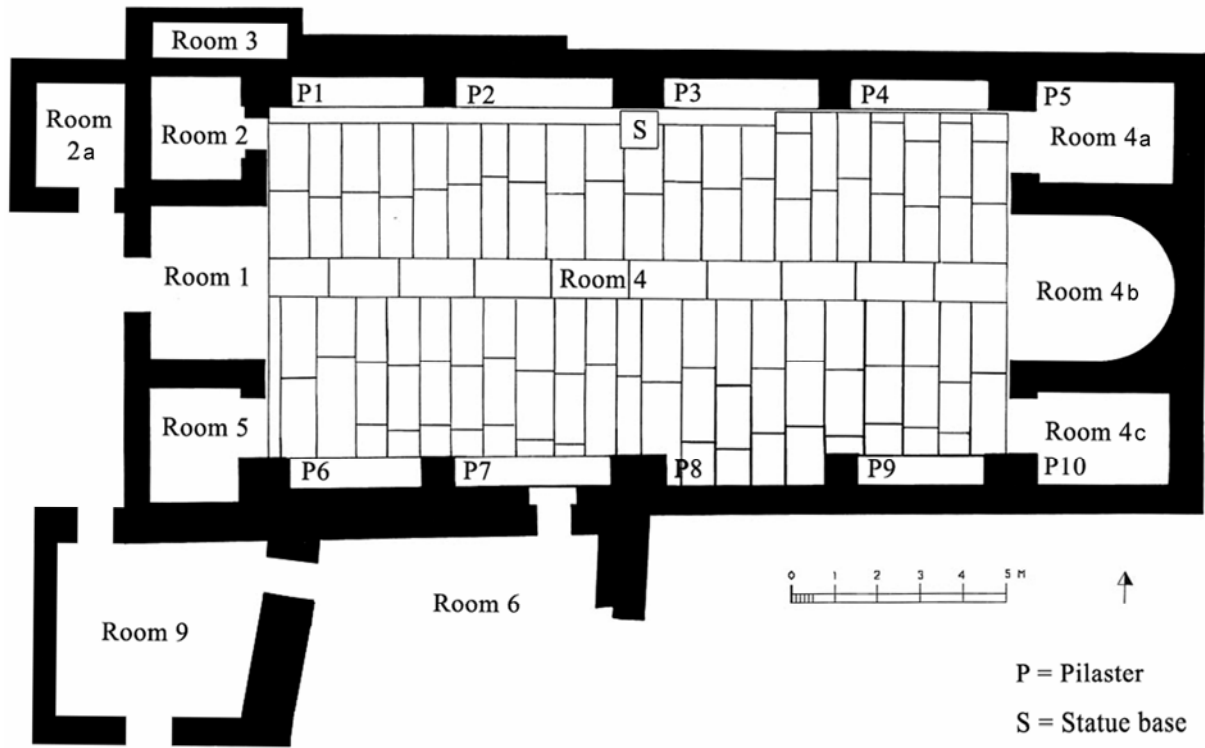 Room 3
P1
P2
P3
P4
P5
Room
2a
Room 2
S
Room 4a
Room 1
Room 4
Room 4b
Room 5
Room 4c
P6
P7
P8
P9
P10
0 1 2 3 4 5 M
Room 6
Room 9
P = Pilaster
S = Statue base